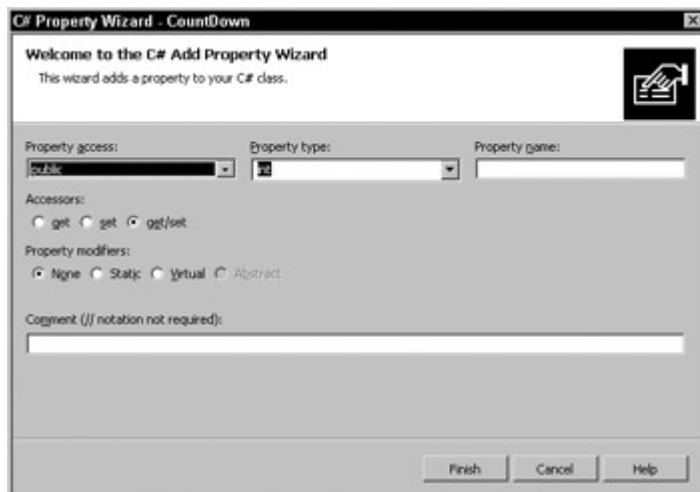 C# Property Wizard - CountDown
Welcome to the C# Add Property Wizard
This wizard adds a property to your C# class.
Property access: Property type: Property name:
public int
Accessors:
get set get/set
Property modifiers:
None Static Virtual Abstract
Comment (// notation not required):
Finish Cancel Help